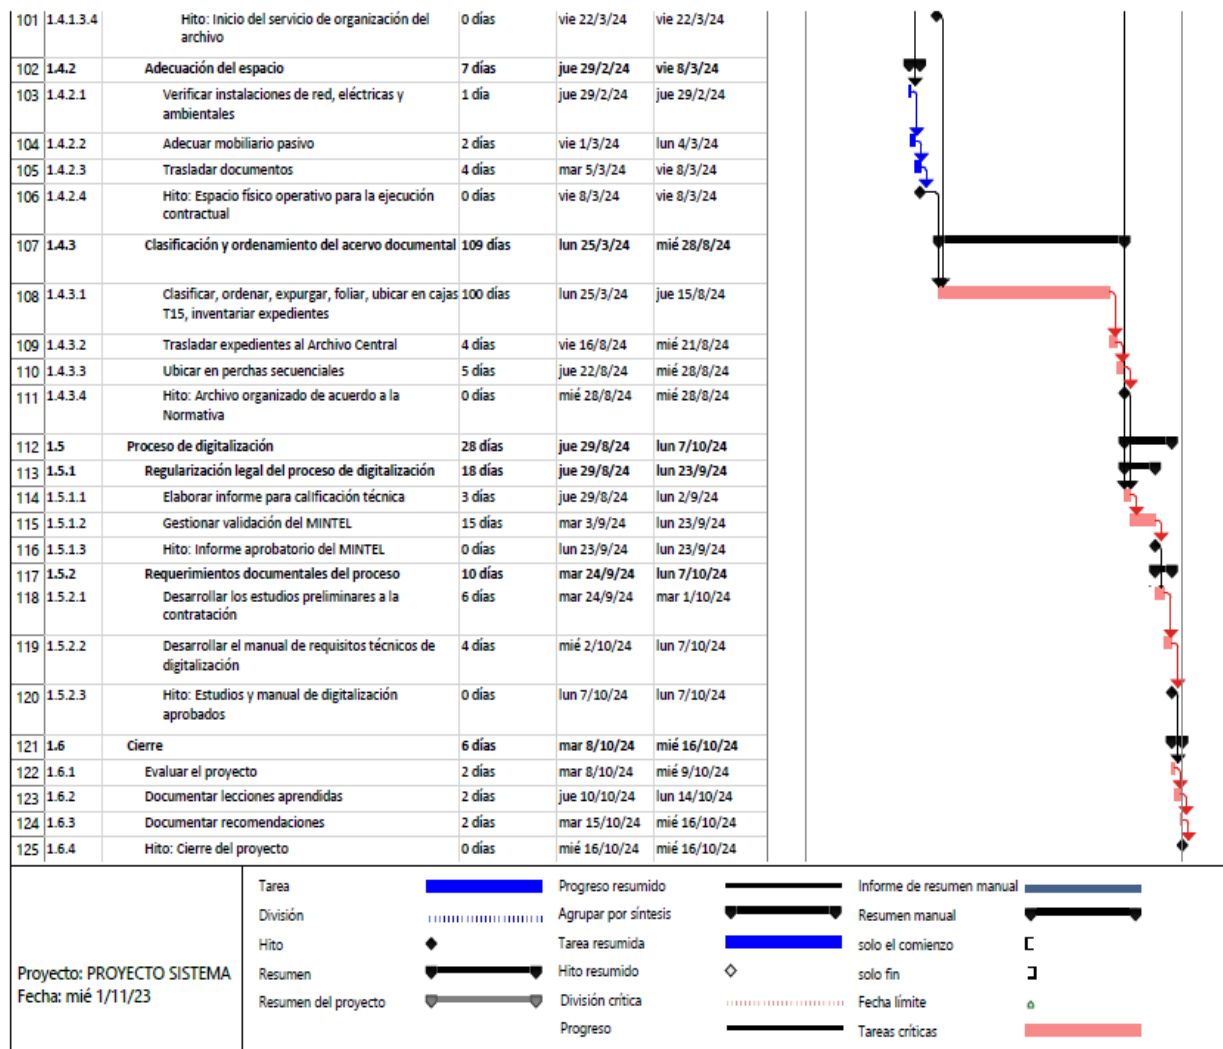 101 1.4.1.3.4 Hito: Inicio del servicio de organización del 0 días vie 22/3/24 vie 22/3/24
archivo
102 1.4.2 Adecuación del espacio 7 días jue 29/2/24 vie 8/3/24
103 1.4.2.1 Verificar instalaciones de red, eléctricas y 1 día jue 29/2/24 jue 29/2/24
ambientales
104 1.4.2.2 Adecuar mobiliario pasivo 2 días vie 1/3/24 lun 4/3/24
105 1.4.2.3 Trasladar documentos 4 días mar 5/3/24 vie 8/3/24
106 1.4.2.4 Hito: Espacio físico operativo para la ejecución 0 días vie 8/3/24 vie 8/3/24
contractual
107 1.4.3 Clasificación y ordenamiento del acervo documental 109 días lun 25/3/24 mié 28/8/24
108 1.4.3.1 Clasificar, ordenar, expurgar, foliar, ubicar en cajas 100 días lun 25/3/24 jue 15/8/24
T15, inventariar expedientes
109 1.4.3.2 Trasladar expedientes al Archivo Central 4 días vie 16/8/24 mié 21/8/24
110 1.4.3.3 Ubicar en perchas secuenciales 5 días jue 22/8/24 mié 28/8/24
111 1.4.3.4 Hito: Archivo organizado de acuerdo a la 0 días mié 28/8/24 mié 28/8/24
Normativa
112 1.5 Proceso de digitalización 28 días jue 29/8/24 lun 7/10/24
113 1.5.1 Regularización legal del proceso de digitalización 18 días jue 29/8/24 lun 23/9/24
114 1.5.1.1 Elaborar informe para calificación técnica 3 días jue 29/8/24 lun 2/9/24
115 1.5.1.2 Gestionar validación del MINTEL 15 días mar 3/9/24 lun 23/9/24
116 1.5.1.3 Hito: Informe aprobatorio del MINTEL 0 días lun 23/9/24 lun 23/9/24
117 1.5.2 Requerimientos documentales del proceso 10 días mar 24/9/24 lun 7/10/24
118 1.5.2.1 Desarrollar los estudios preliminares a la 6 días mar 24/9/24 mar 1/10/24
contratación
119 1.5.2.2 Desarrollar el manual de requisitos técnicos de 4 días mié 2/10/24 lun 7/10/24
digitalización
120 1.5.2.3 Hito: Estudios y manual de digitalización 0 días lun 7/10/24 lun 7/10/24
aprobados
121 1.6 Cierre 6 días mar 8/10/24 mié 16/10/24
122 1.6.1 Evaluar el proyecto 2 días mar 8/10/24 mié 9/10/24
123 1.6.2 Documentar lecciones aprendidas 2 días jue 10/10/24 lun 14/10/24
124 1.6.3 Documentar recomendaciones 2 días mar 15/10/24 mié 16/10/24
125 1.6.4 Hito: Cierre del proyecto 0 días mié 16/10/24 mié 16/10/24
Proyecto: PROYECTO SISTEMA
Fecha: mié 1/11/23
Tarea
División
Hito
Resumen
Resumen del proyecto
Progreso resumido
Agrupar por síntesis
Tarea resumida
Hito resumido
División crítica
Progreso
Informe de resumen manual
Resumen manual
solo el comienzo
solo fin
Fecha límite
Tareas críticas